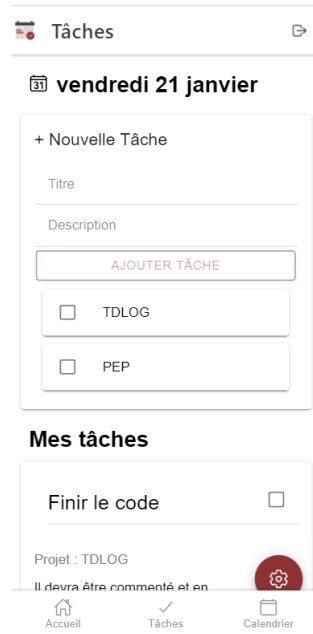 Tâches
31 vendredi 21 janvier
+ Nouvelle Tâche
Titre
Description
AJOUTER TÂCHE
TDLOG
PEP
Mes tâches
Finir le code
Projet : TDLOG
Il devra être commenté et en
Accueil Tâches Calendrier